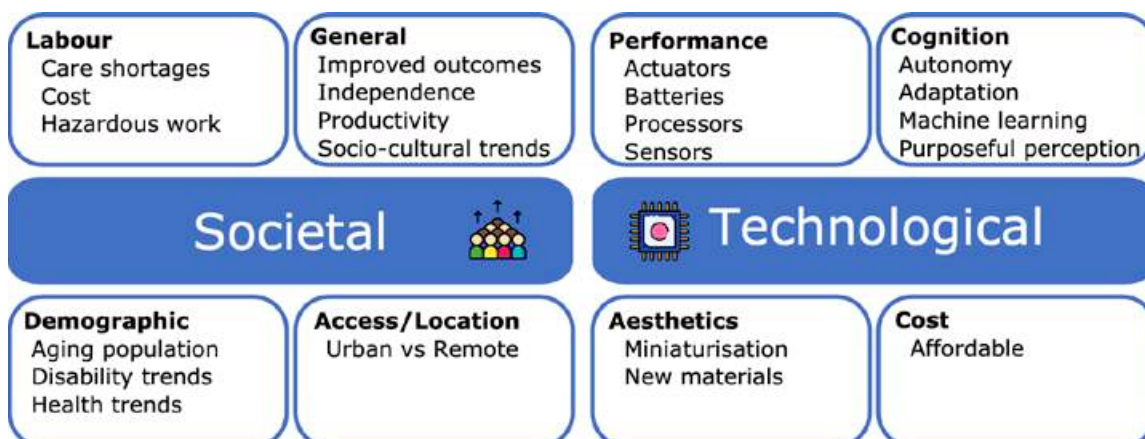 Labour
Care shortages
Cost
Hazardous work
General
Improved outcomes
Independence
Productivity
Socio-cultural trends
Performance
Actuators
Batteries
Processors
Sensors
Cognition
Autonomy
Adaptation
Machine learning
Purposeful perception
Societal
Technological
Demographic
Aging population
Disability trends
Health trends
Access/Location
Urban vs Remote
Aesthetics
Miniaturisation
New materials
Cost
Affordable